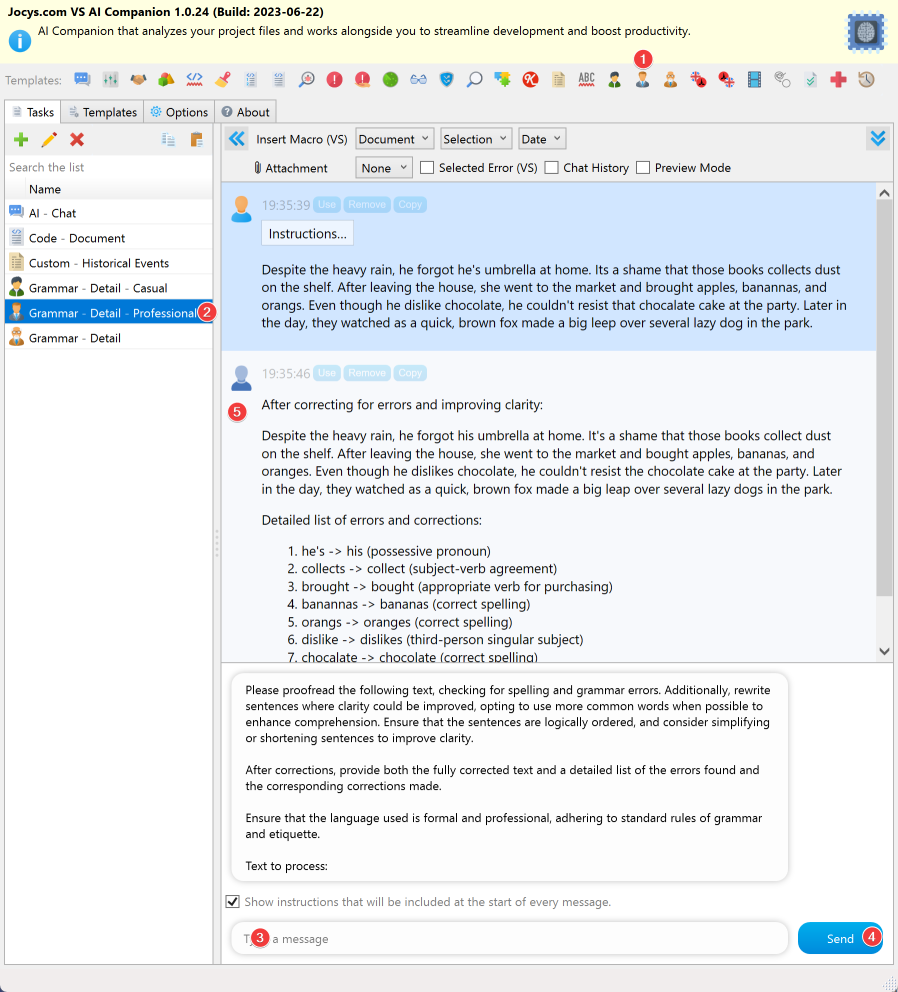 Jocys.com VS AI Companion 1.0.24 (Build: 2023-06-22)
AI Companion that analyzes your project files and works alongside you to streamline development and boost productivity.
1
Templates:
ABC
Tasks Templates Options About
Insert Macro (VS) Document Selection Date
Attachment None Selected Error (VS) Chat History Preview Mode
Search the list
Name
AI - Chat
Code - Document
Custom - Historical Events
Grammar - Detail - Casual
Grammar - Detail - Professional 2
Grammar - Detail
19:35:39 Use Remove Copy
Instructions...
Despite the heavy rain, he forgot he's umbrella at home. Its a shame that those books collects dust
on the shelf. After leaving the house, she went to the market and brought apples, banannas, and
orangs. Even though he dislike chocolate, he couldn't resist that chocalate cake at the party. Later in
the day, they watched as a quick, brown fox made a big leep over several lazy dog in the park.
19:35:46 Use Remove Copy
5
After correcting for errors and improving clarity:
Despite the heavy rain, he forgot his umbrella at home. It's a shame that those books collect dust
on the shelf. After leaving the house, she went to the market and bought apples, bananas, and
oranges. Even though he dislikes chocolate, he couldn't resist the chocolate cake at the party. Later
in the day, they watched as a quick, brown fox made a big leap over several lazy dogs in the park.
Detailed list of errors and corrections:
1. he's -> his (possessive pronoun)
2. collects -> collect (subject-verb agreement)
3. brought -> bought (appropriate verb for purchasing)
4. banannas -> bananas (correct spelling)
5. orangs -> oranges (correct spelling)
6. dislike -> dislikes (third-person singular subject)
7. chocalate -> chocolate (correct spelling)
Please proofread the following text, checking for spelling and grammar errors. Additionally, rewrite
sentences where clarity could be improved, opting to use more common words when possible to
enhance comprehension. Ensure that the sentences are logically ordered, and consider simplifying
or shortening sentences to improve clarity.
After corrections, provide both the fully corrected text and a detailed list of the errors found and
the corresponding corrections made.
Ensure that the language used is formal and professional, adhering to standard rules of grammar
and etiquette.
Text to process:
Show instructions that will be included at the start of every message.
3 a message
Send 4